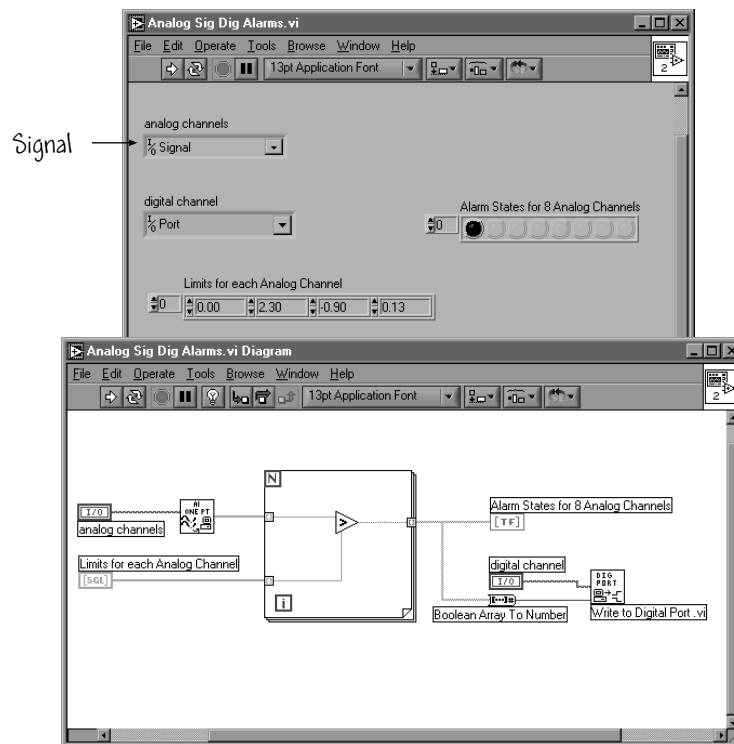 Analog Sig Dig Alarms.vi
File Edit Operate Tools Browse Window Help
13pt Application Font
2
analog channels
Signal
I/O Signal
digital channel
I/O Port
Alarm States for 8 Analog Channels
0
Limits for each Analog Channel
0 0.00 2.30 -0.90 0.13
Analog Sig Dig Alarms.vi Diagram
File Edit Operate Tools Browse Window Help
13pt Application Font
2
N
AI
ONE PT
I/O
analog channels
>
Alarm States for 8 Analog Channels
[TF]
Limits for each Analog Channel
[SGL]
digital channel
I/O
DIG
PORT
i
[...]#
Boolean Array To Number
Write to Digital Port .vi